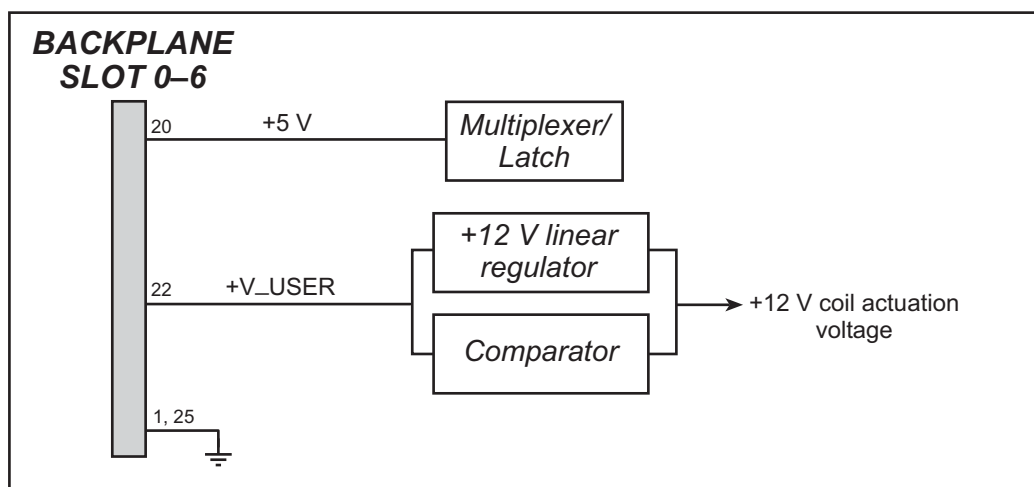 BACKPLANE
SLOT 0–6
20
+5 V
Multiplexer/
Latch
+12 V linear
regulator
22
+V_USER
+12 V coil actuation
voltage
Comparator
1, 25